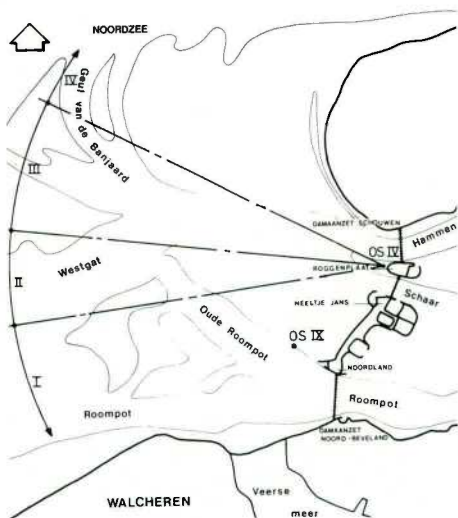 NOORDZEE
IV
Geul van de Banjaard
III
DAMAANZET SCHOUWEN
Hammen
OS IV
ROGGENPLAAT
Westgat
Schaar
II
NEELTJE JANS
Oude Roompot
OS IX
NOORDLAND
I
Roompot
Roompot
DAMAANZET
NOORD-BEVELAND
WALCHEREN
Veerse
meer